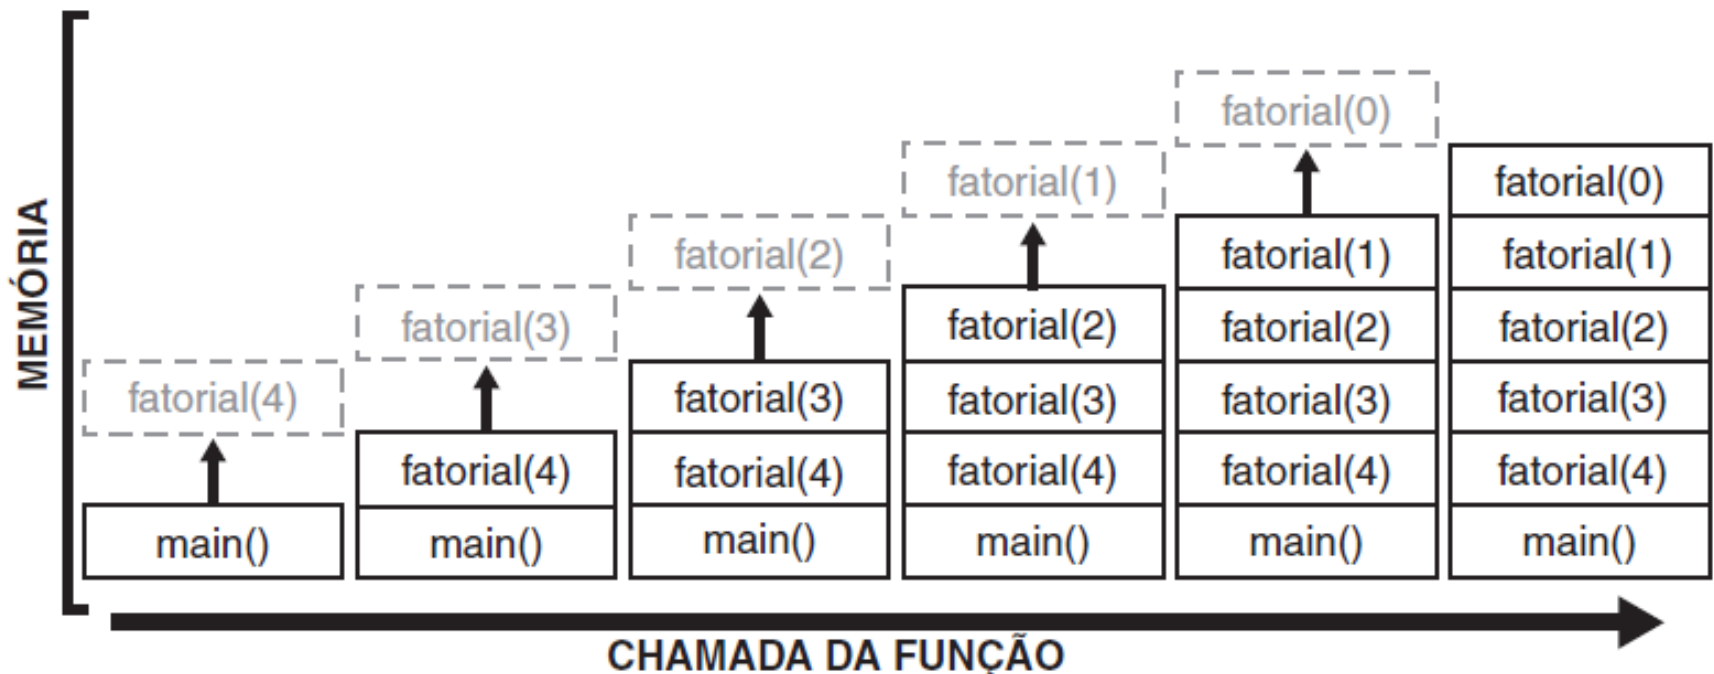 MEMÓRIA
fatorial(4)
main()
fatorial(3)
fatorial(4)
main()
fatorial(2)
fatorial(3)
fatorial(4)
main()
fatorial(1)
fatorial(2)
fatorial(3)
fatorial(4)
main()
fatorial(0)
fatorial(1)
fatorial(2)
fatorial(3)
fatorial(4)
main()
fatorial(0)
fatorial(1)
fatorial(2)
fatorial(3)
fatorial(4)
main()
CHAMADA DA FUNÇÃO